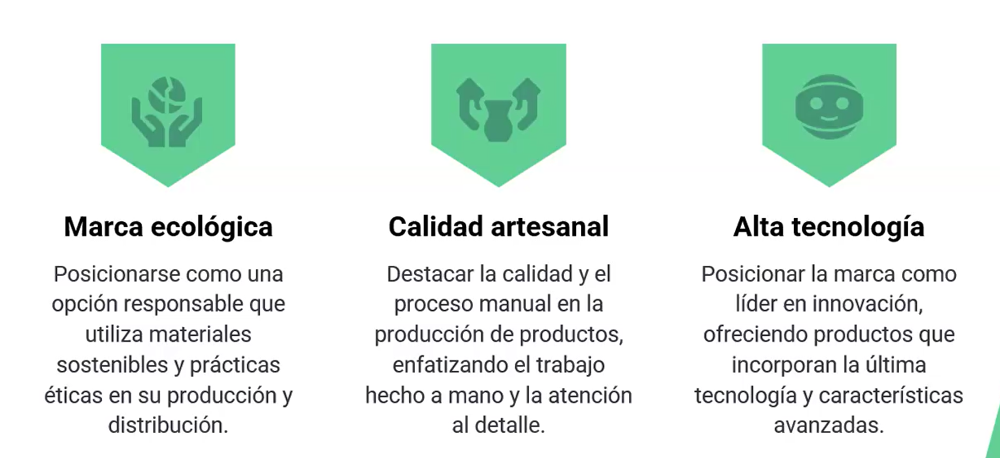 Marca ecológica
Posicionarse como una
opción responsable que
utiliza materiales
sostenibles y prácticas
éticas en su producción y
distribución.
Calidad artesanal
Destacar la calidad y el
proceso manual en la
producción de productos,
enfatizando el trabajo
hecho a mano y la atención
al detalle.
Alta tecnología
Posicionar la marca como
líder en innovación,
ofreciendo productos que
incorporan la última
tecnología y características
avanzadas.